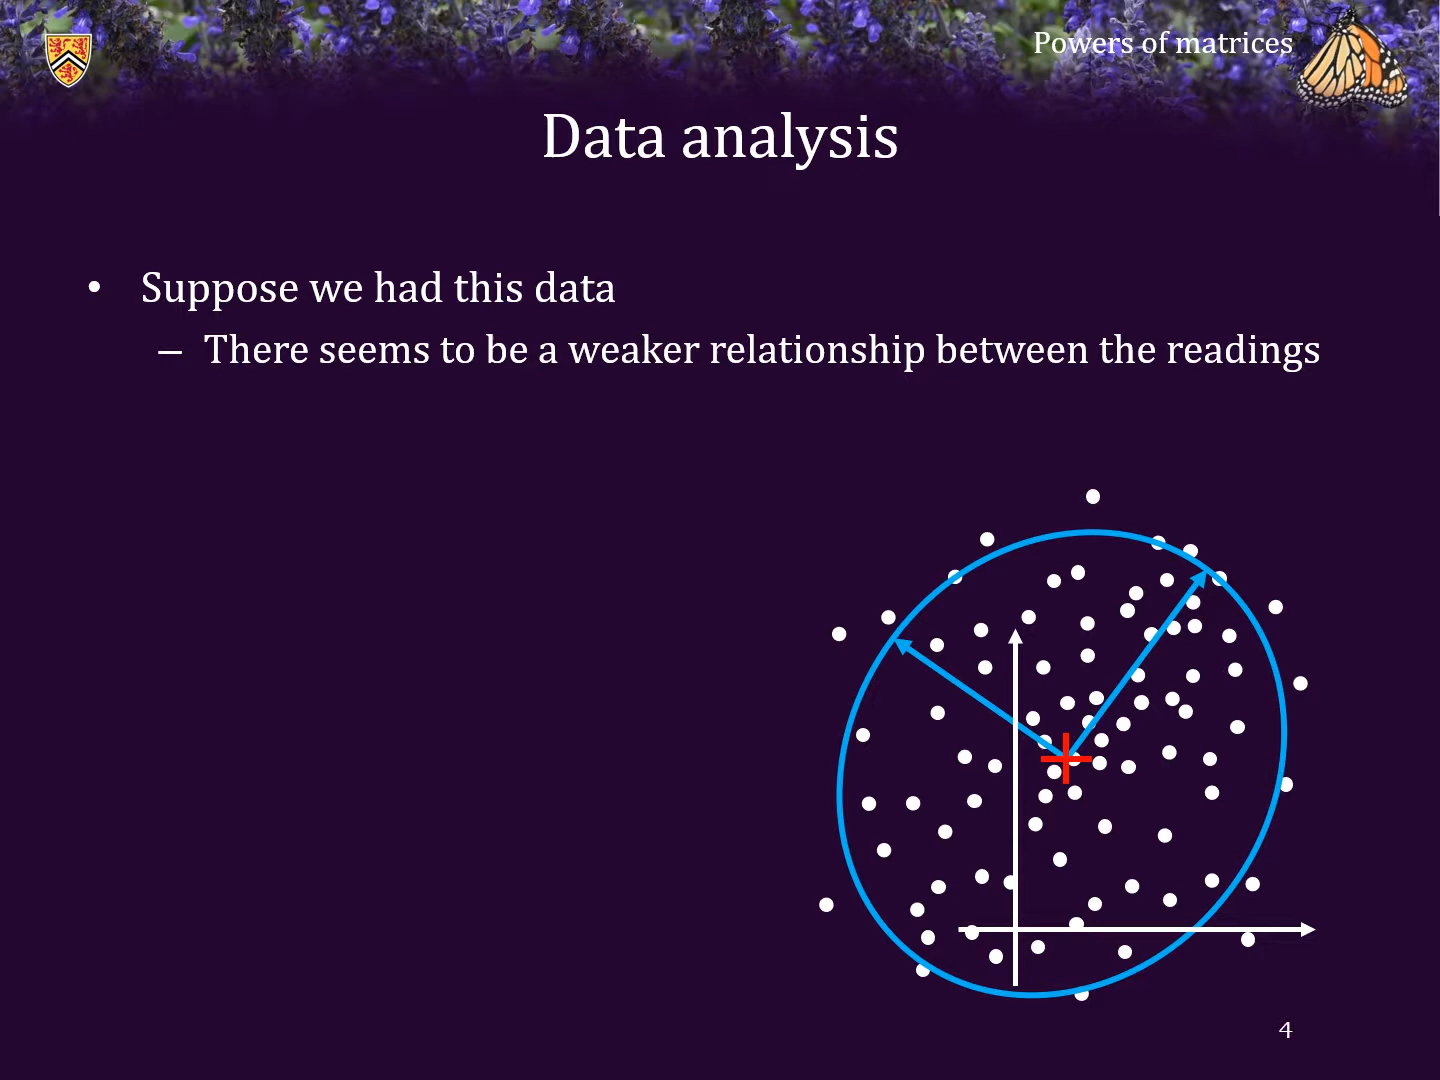 Powers of matrices
Data analysis
• Suppose we had this data
– There seems to be a weaker relationship between the readings
4